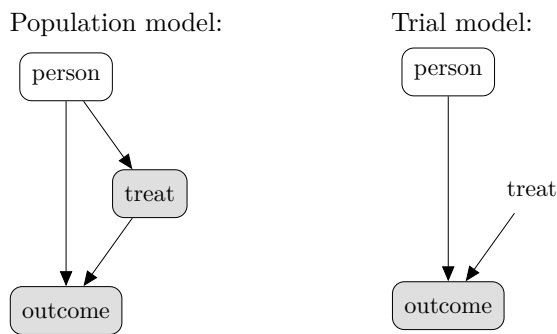 Population model:
person
treat
outcome
Trial model:
person
treat
outcome